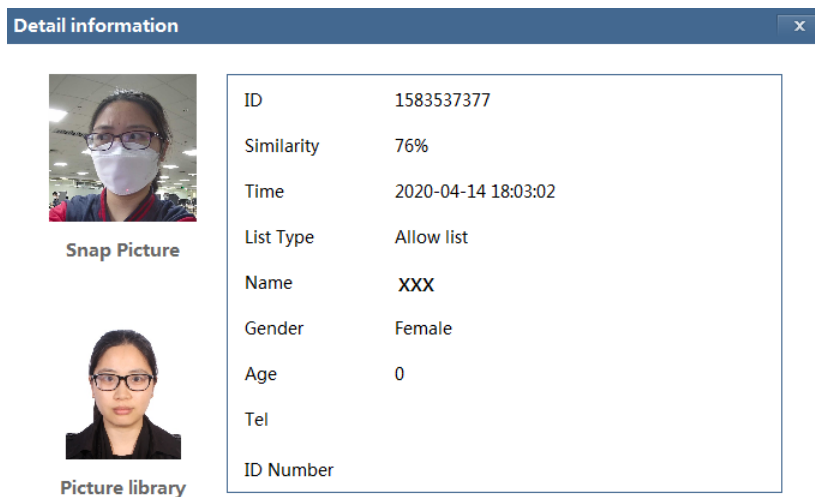 Detail information x
ID 1583537377
Similarity 76%
Time 2020-04-14 18:03:02
List Type Allow list
Snap Picture
Name XXX
Gender Female
Age 0
Tel
ID Number
Picture library